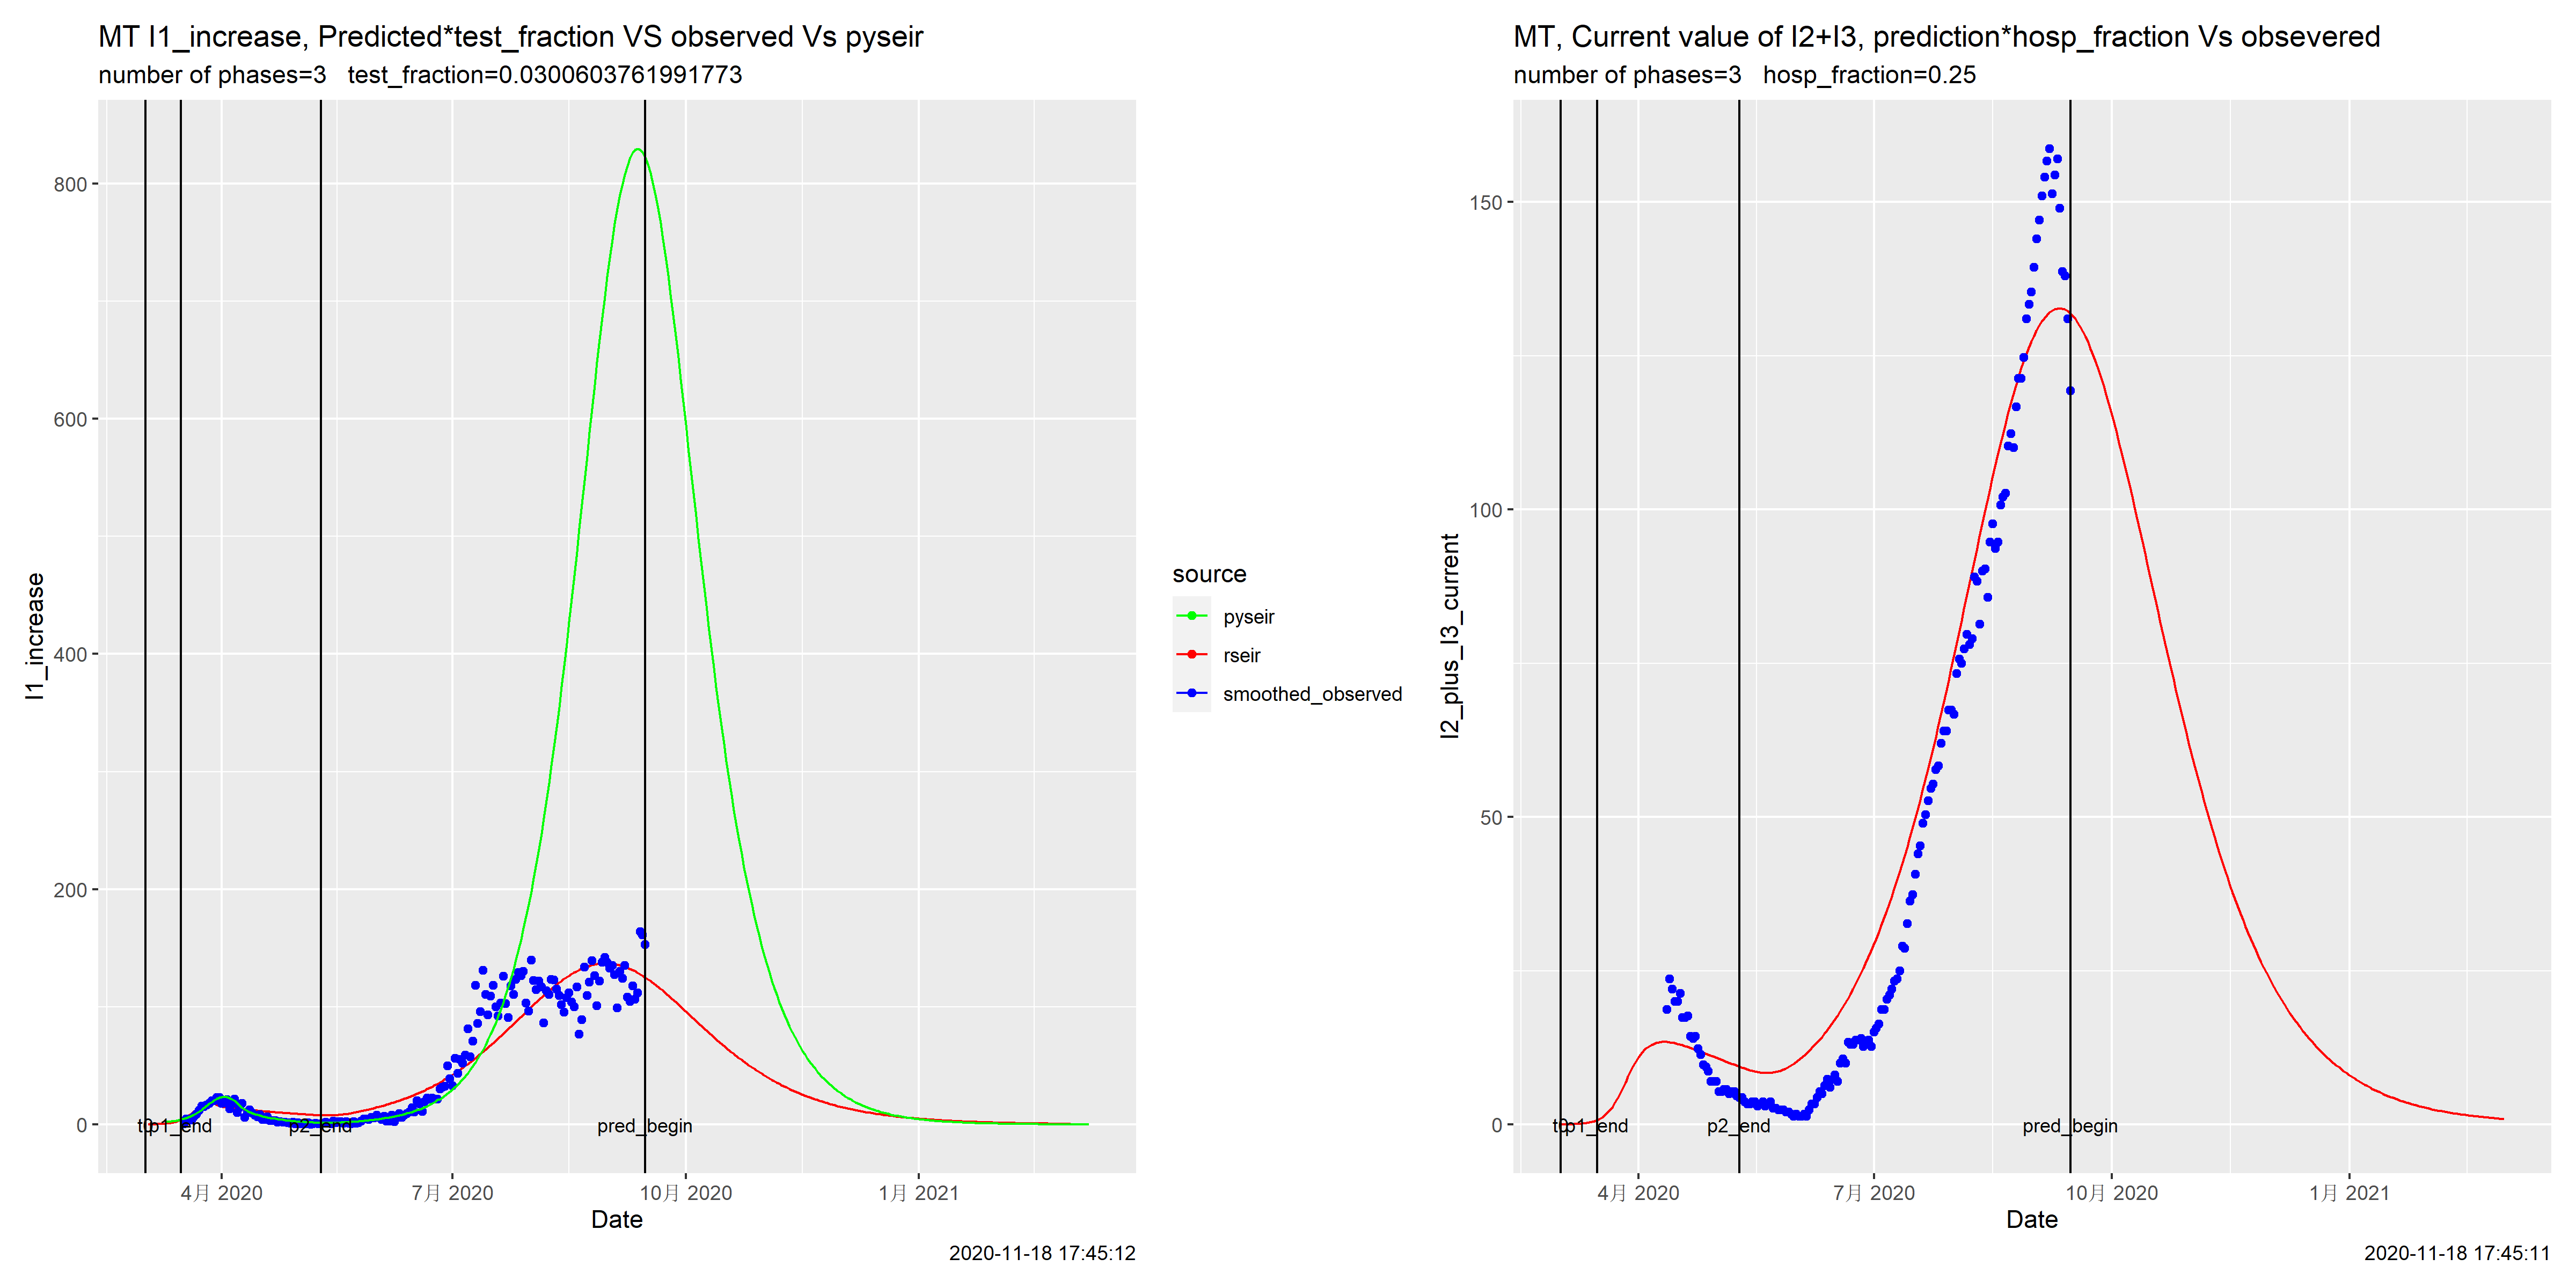 MT I1_increase, Predicted*test_fraction VS observed Vs pyseir
number of phases=3   test_fraction=0.0300603761991773
I1_increase
800
600
400
200
0
t0
p1_end
p2_end
pred_begin
4月 2020
7月 2020
10月 2020
1月 2021
Date
2020-11-18 17:45:12
source
pyseir
rseir
smoothed_observed
MT, Current value of I2+I3, prediction*hosp_fraction Vs obsevered
number of phases=3   hosp_fraction=0.25
I2_plus_I3_current
150
100
50
0
t0
p1_end
p2_end
pred_begin
4月 2020
7月 2020
10月 2020
1月 2021
Date
2020-11-18 17:45:11